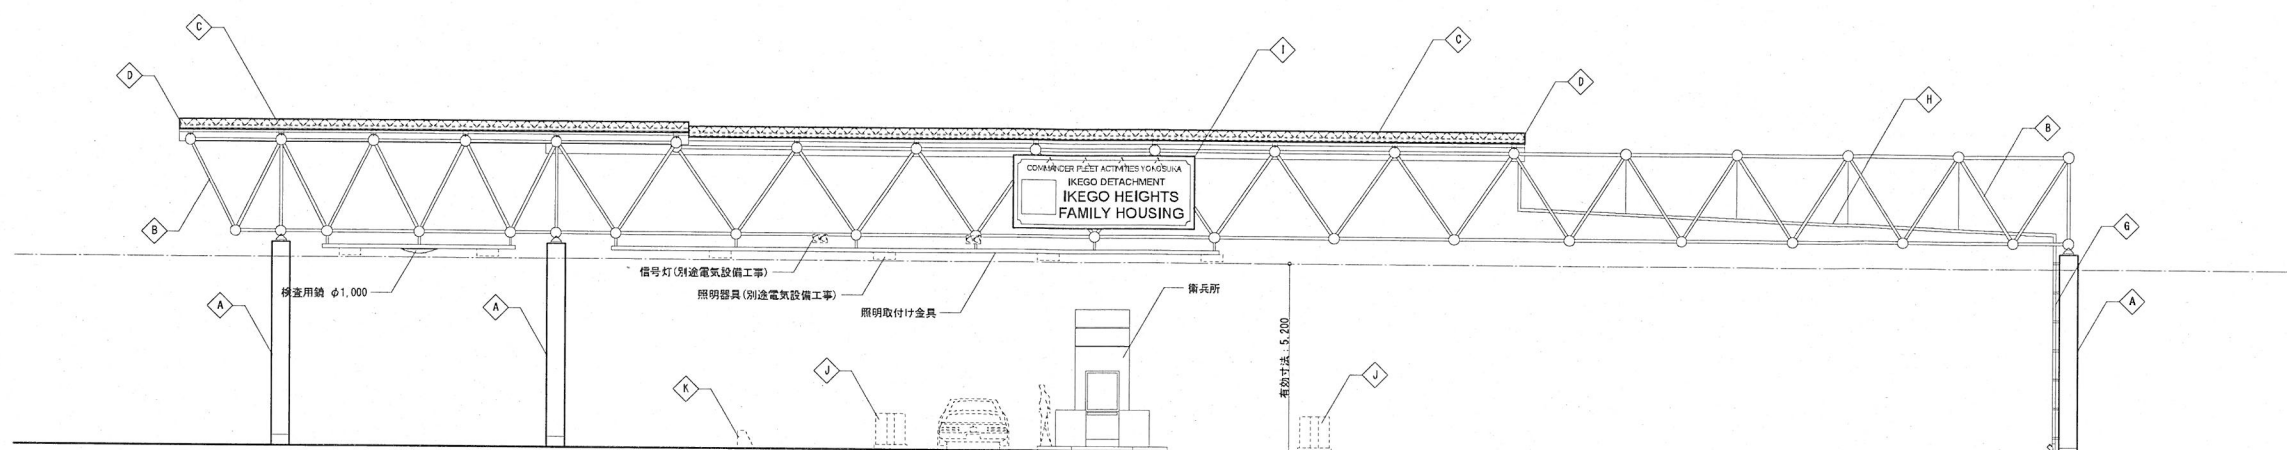 C
D
B
C
I
D
H
B
COMMANDER FLEET ACTIVITIES YOKOSUKA
IKEGO DETACHMENT
IKEGO HEIGHTS
FAMILY HOUSING
G
信号灯(別途電気設備工事)
検査用鏡 φ1,000
照明器具(別途電気設備工事)
照明取付け金具
衛兵所
A
A
有効寸法:5,200
A
K
J
J